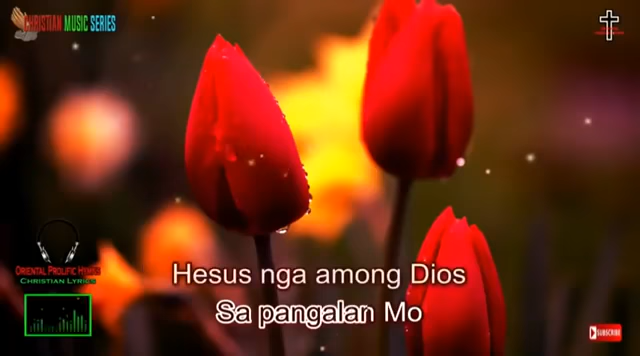 CHRISTIAN MUSIC SERIES
Hesus nga among Dios
Sa pangalan Mo
ORIENTAL PROLIFIC HYMNS
CHRISTIAN LYRICS
SUBSCRIBE